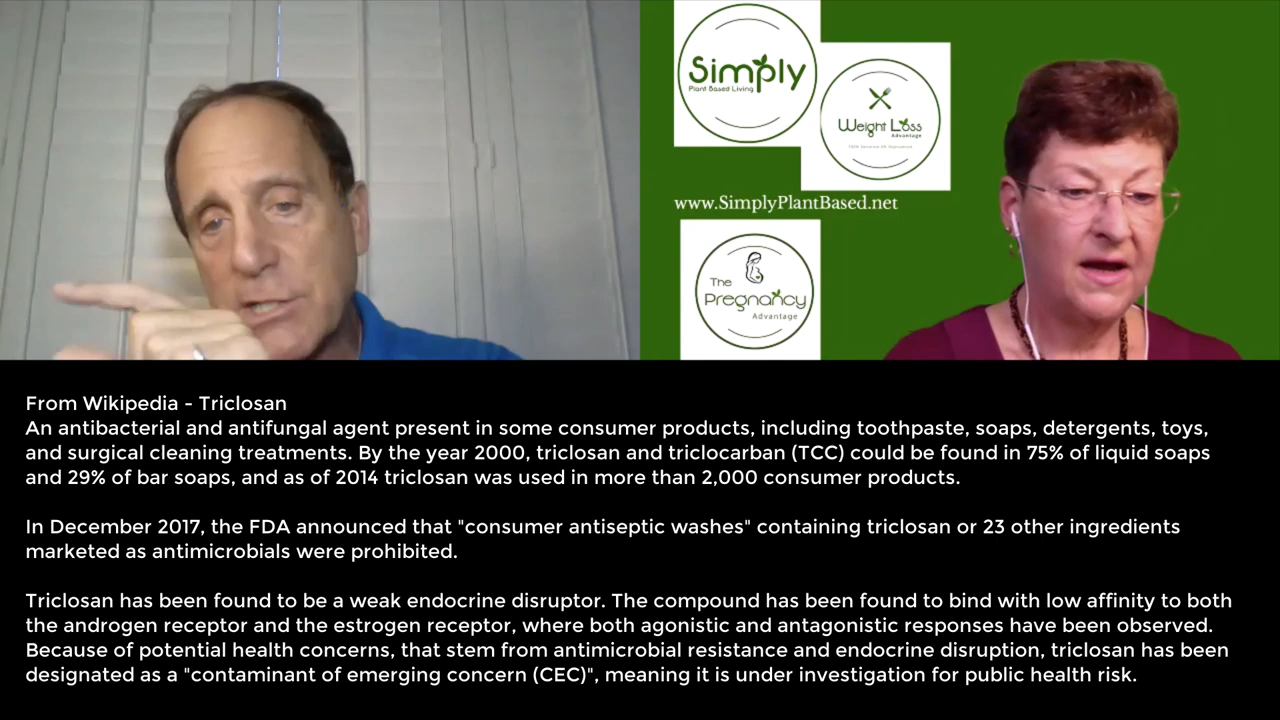 Simply
Plant Based Living
Weight Loss
Advantage
www.SimplyPlantBased.net
The
Pregnancy
Advantage
From Wikipedia - Triclosan
An antibacterial and antifungal agent present in some consumer products, including toothpaste, soaps, detergents, toys,
and surgical cleaning treatments. By the year 2000, triclosan and triclocarban (TCC) could be found in 75% of liquid soaps
and 29% of bar soaps, and as of 2014 triclosan was used in more than 2,000 consumer products.
In December 2017, the FDA announced that "consumer antiseptic washes" containing triclosan or 23 other ingredients
marketed as antimicrobials were prohibited.
Triclosan has been found to be a weak endocrine disruptor. The compound has been found to bind with low affinity to both
the androgen receptor and the estrogen receptor, where both agonistic and antagonistic responses have been observed.
Because of potential health concerns, that stem from antimicrobial resistance and endocrine disruption, triclosan has been
designated as a "contaminant of emerging concern (CEC)", meaning it is under investigation for public health risk.